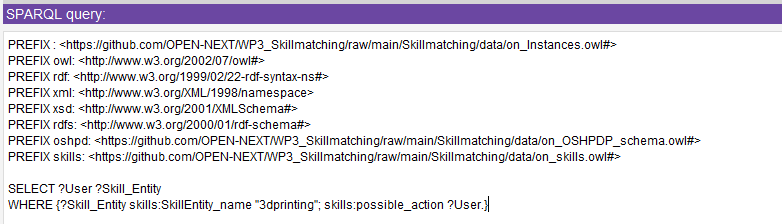 SPARQL query:
PREFIX : <https://github.com/OPEN-NEXT/WP3_Skillmatching/raw/main/Skillmatching/data/on_Instances.owl#>
PREFIX owl: <http://www.w3.org/2002/07/owl#>
PREFIX rdf: <http://www.w3.org/1999/02/22-rdf-syntax-ns#>
PREFIX xml: <http://www.w3.org/XML/1998/namespace>
PREFIX xsd: <http://www.w3.org/2001/XMLSchema#>
PREFIX rdfs: <http://www.w3.org/2000/01/rdf-schema#>
PREFIX oshpd: <https://github.com/OPEN-NEXT/WP3_Skillmatching/raw/main/Skillmatching/data/on_OSHPDP_schema.owl#>
PREFIX skills: <https://github.com/OPEN-NEXT/WP3_Skillmatching/raw/main/Skillmatching/data/on_skills.owl#>
SELECT ?User ?Skill_Entity
WHERE {?Skill_Entity skills:SkillEntity_name "3dprinting"; skills:possible_action ?User.}